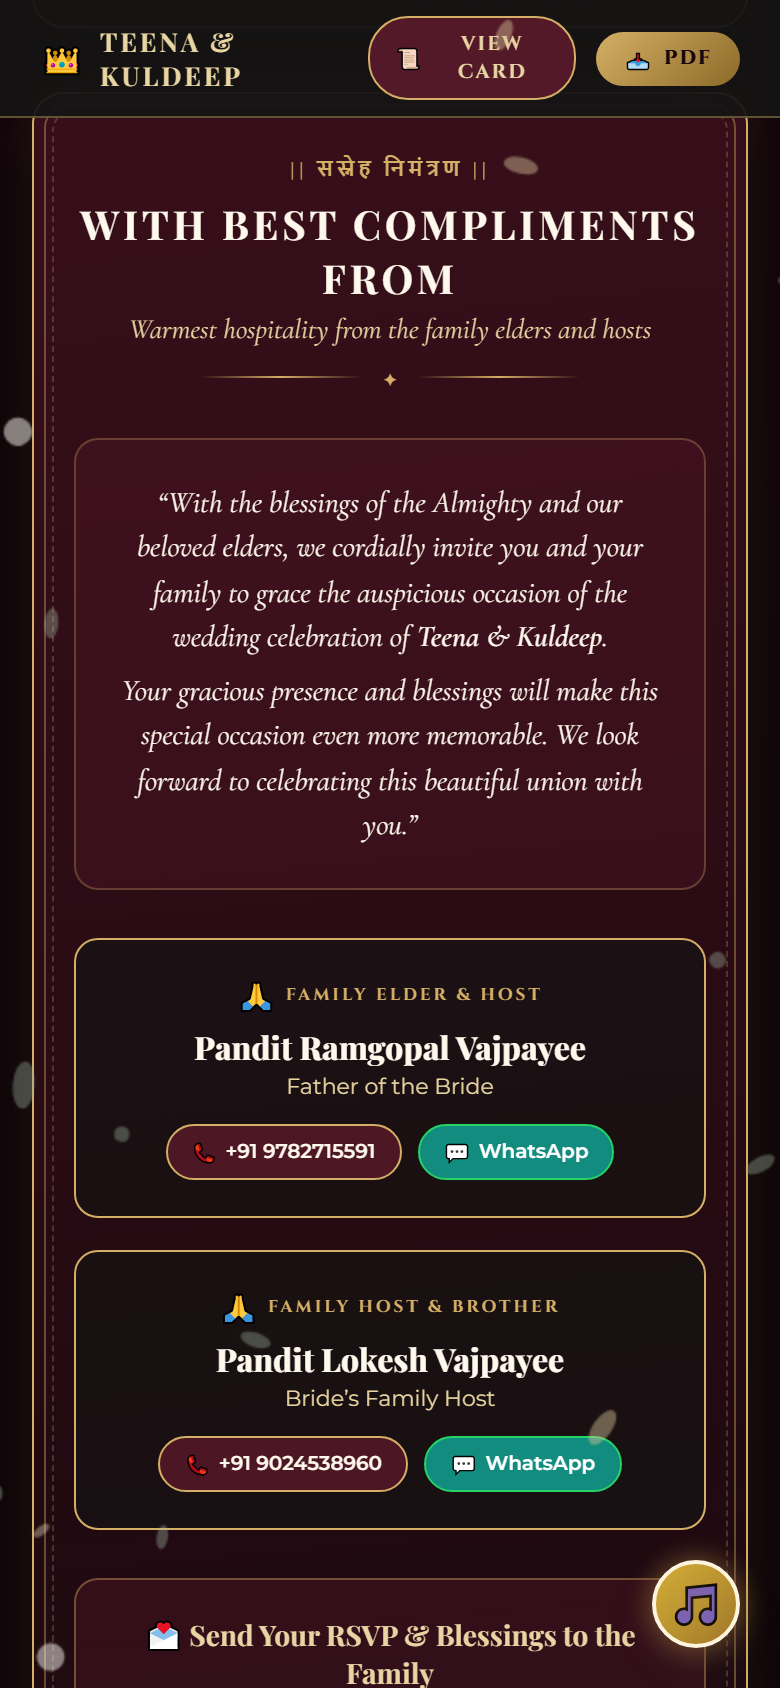 TEENA &
KULDEEP
VIEW
CARD
PDF
|| सस्नेह निमंत्रण ||
WITH BEST COMPLIMENTS
FROM
Warmest hospitality from the family elders and hosts
“With the blessings of the Almighty and our
beloved elders, we cordially invite you and your
family to grace the auspicious occasion of the
wedding celebration of Teena & Kuldeep.
Your gracious presence and blessings will make this
special occasion even more memorable. We look
forward to celebrating this beautiful union with
you.”
FAMILY ELDER & HOST
Pandit Ramgopal Vajpayee
Father of the Bride
+91 9782715591
WhatsApp
FAMILY HOST & BROTHER
Pandit Lokesh Vajpayee
Bride’s Family Host
+91 9024538960
WhatsApp
Send Your RSVP & Blessings to the
Family